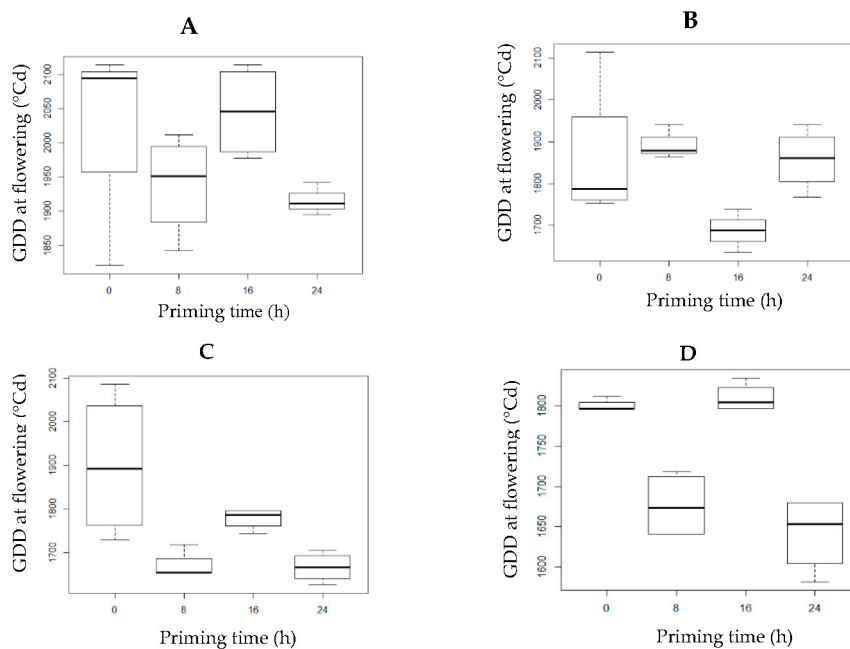 A
GDD at flowering (°Cd)
2100
2050
2000
1950
1900
1850
0 8 16 24
Priming time (h)
B
GDD at flowering (°Cd)
2100
2000
1900
1800
1700
0 8 16 24
Priming time (h)
C
GDD at flowering (°Cd)
2100
2000
1900
1800
1700
0 8 16 24
Priming time (h)
D
GDD at flowering (°Cd)
1800
1750
1700
1650
1600
0 8 16 24
Priming time (h)